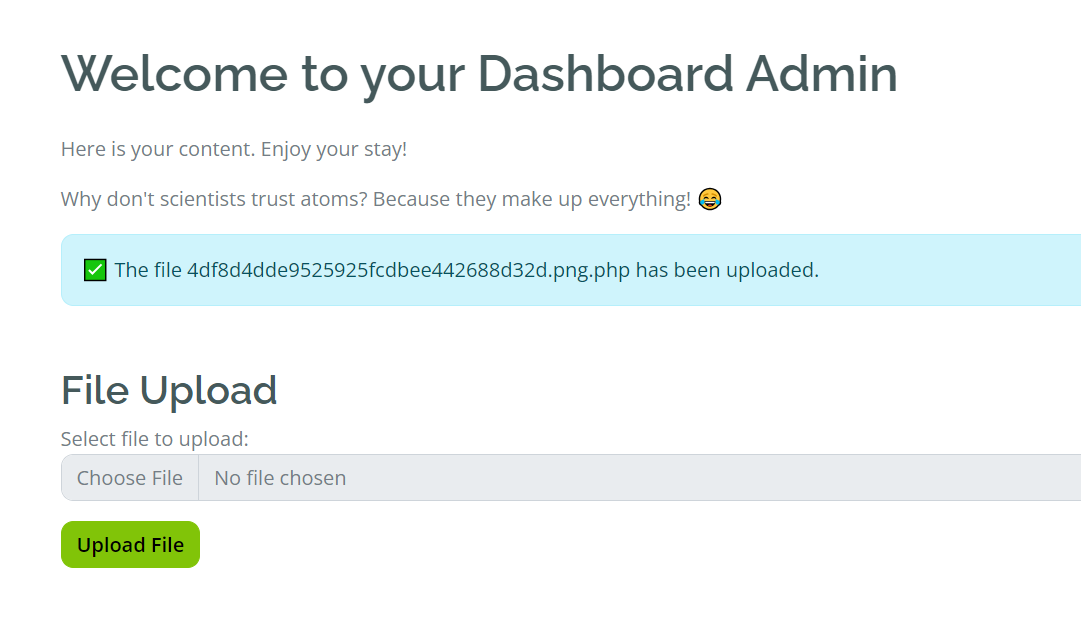 Welcome to your Dashboard Admin
Here is your content. Enjoy your stay!
Why don't scientists trust atoms? Because they make up everything! 😂
✅ The file 4df8d4dde9525925fcdbee442688d32d.png.php has been uploaded.
File Upload
Select file to upload:
Choose File No file chosen
Upload File